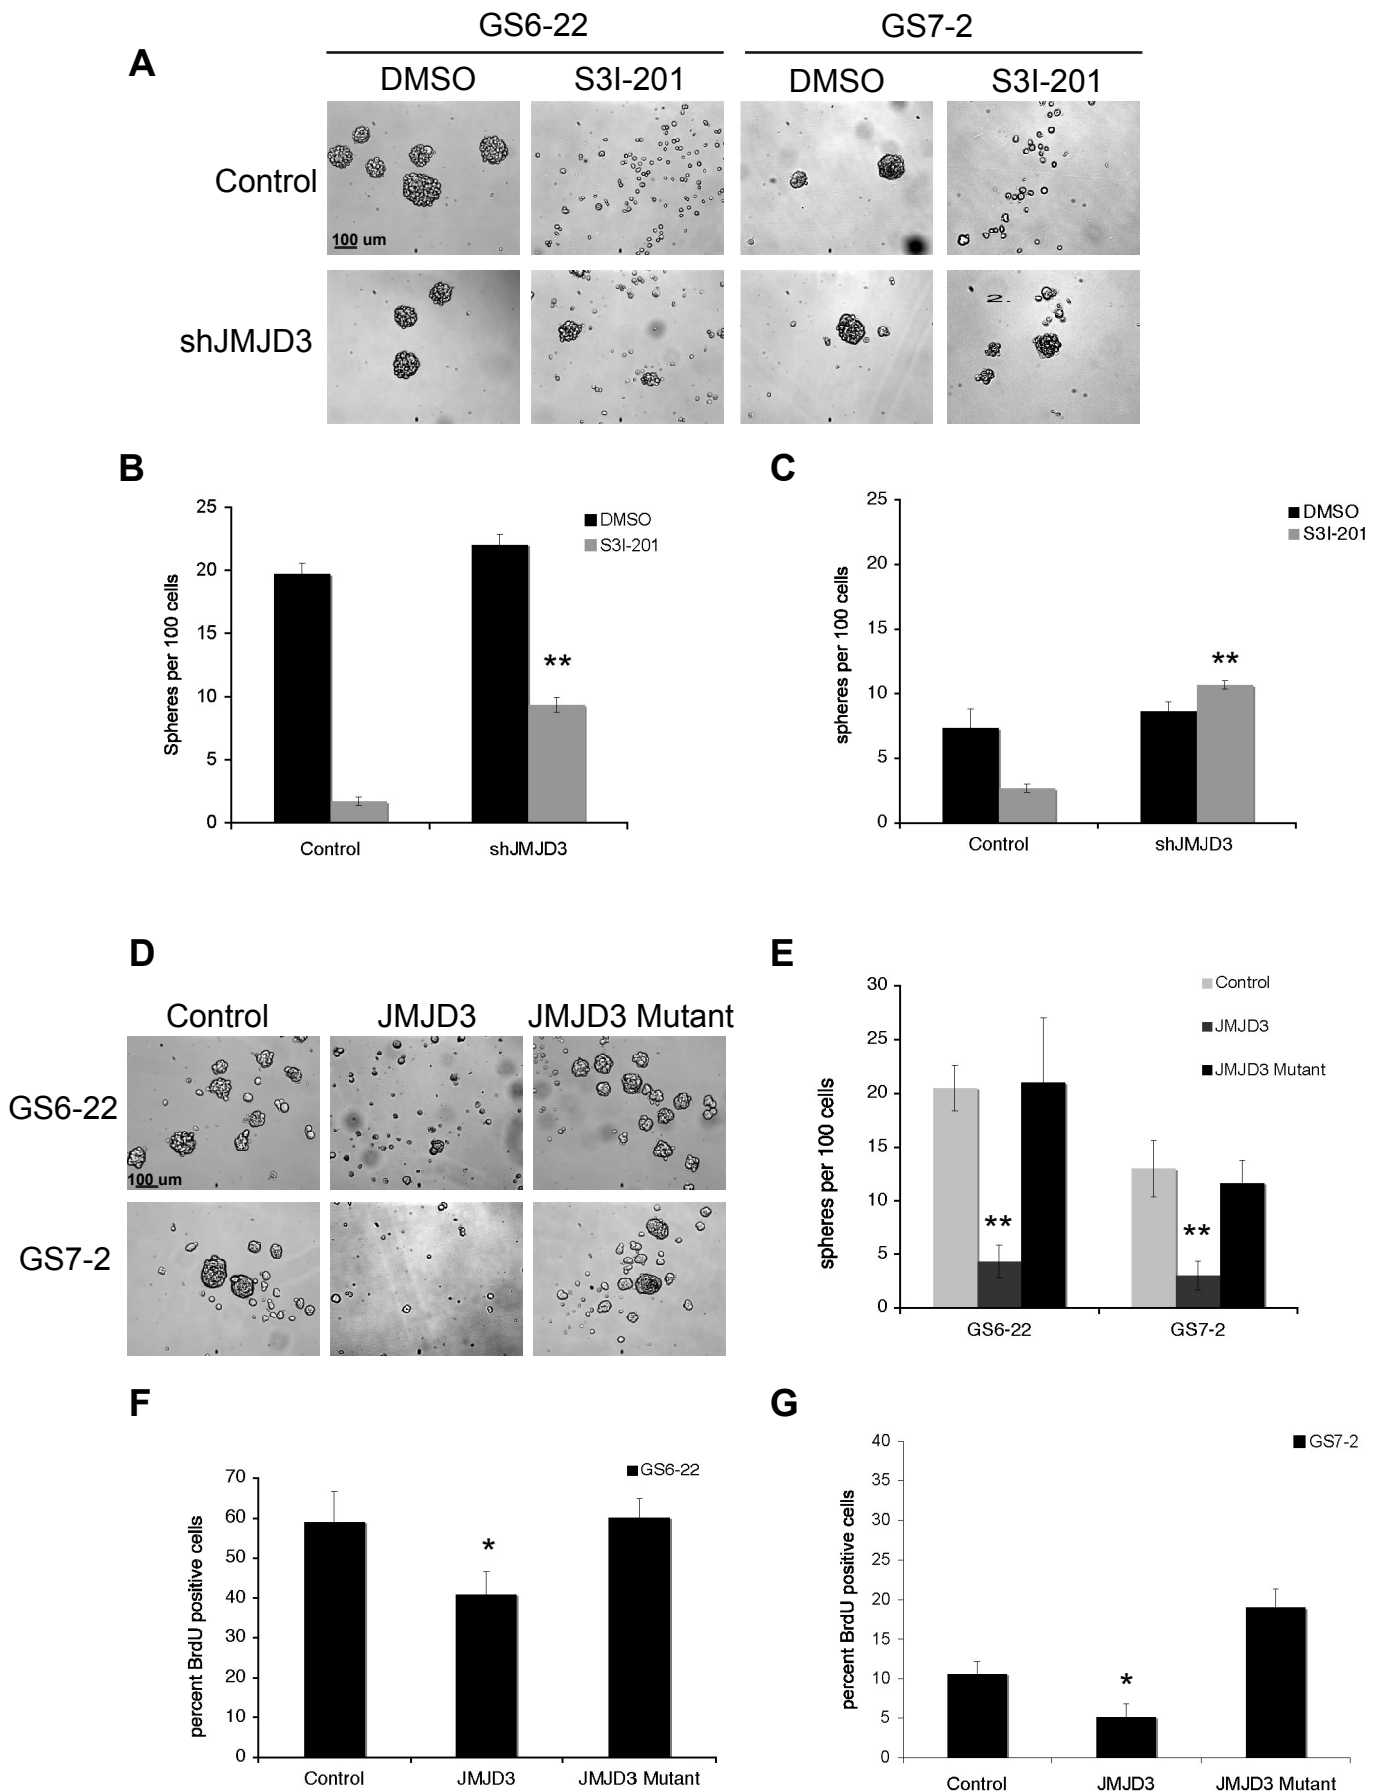 GS6-22 GS7-2
A
DMSO S3I-201 DMSO S3I-201
Control
100 um
shJMJD3
2.
B
25
20
15
10
5
0
Spheres per 100 cells
DMSO
S3I-201
**
Control shJMJD3
C
25
20
15
10
5
0
spheres per 100 cells
DMSO
S3I-201
**
Control shJMJD3
D
Control JMJD3 JMJD3 Mutant
GS6-22
100 um
GS7-2
E
30
25
20
15
10
5
0
spheres per 100 cells
Control
JMJD3
JMJD3 Mutant
**
**
GS6-22 GS7-2
F
70
60
50
40
30
20
10
0
percent BrdU positive cells
GS6-22
*
Control JMJD3 JMJD3 Mutant
G
40
35
30
25
20
15
10
5
0
percent BrdU positive cells
GS7-2
*
Control JMJD3 JMJD3 Mutant